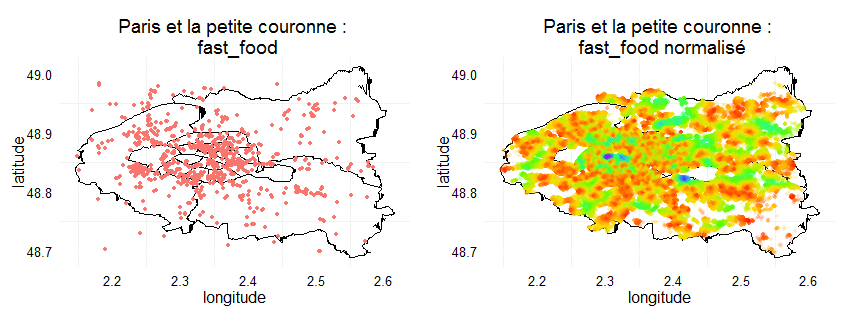 Paris et la petite couronne :
fast_food
49.0
48.9
48.8
48.7
latitude
2.2
2.3
2.4
2.5
2.6
longitude
Paris et la petite couronne :
fast_food normalisé
49.0
48.9
48.8
48.7
latitude
2.2
2.3
2.4
2.5
2.6
longitude